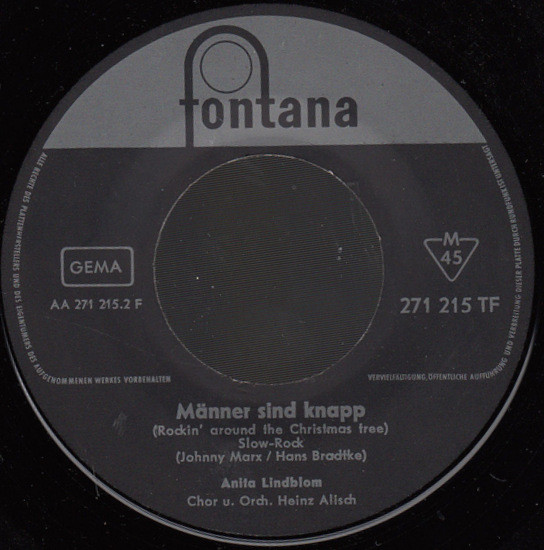 fontana
ALLE RECHTE DES PLATTENHERSTELLERS UND DES EIGENTÜMERS DES AUFGENOMMENEN WERKES VORBEHALTEN
VERVIELFÄLTIGUNG, ÖFFENTLICHE AUFFÜHRUNG UND VERBREITUNG DIESER PLATTE DURCH RUNDFUNK IST UNTERSAGT
GEMA
M
45
AA 271 215.2 F
271 215 TF
Männer sind knapp
(Rockin' around the Christmas tree)
Slow-Rock
(Johnny Marx / Hans Bradtke)
Anita Lindblom
Chor u. Orch. Heinz Alisch